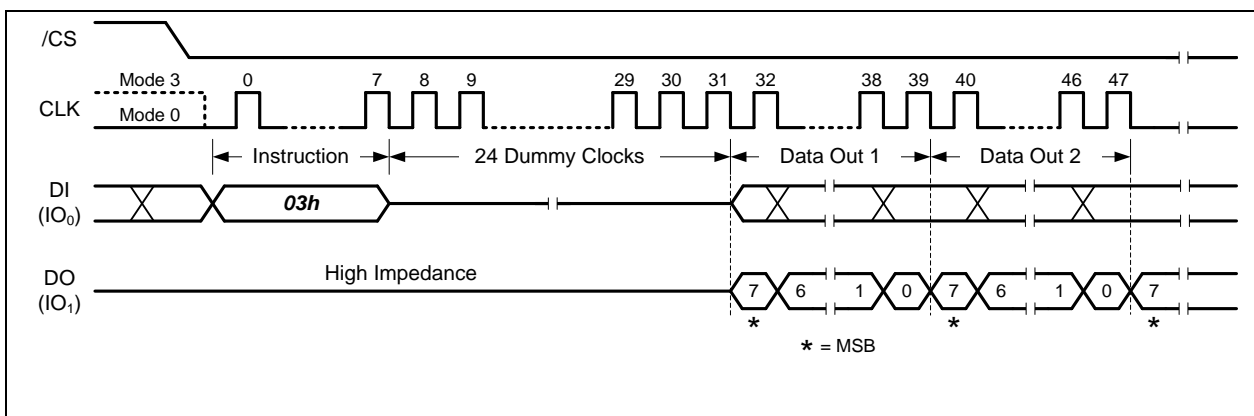 /CS
Mode 3 0 7 8 9 29 30 31 32 38 39 40 46 47
CLK
Mode 0
Instruction 24 Dummy Clocks Data Out 1 Data Out 2
DI
(IO₀)
03h
High Impedance
DO
(IO₁)
7 6 1 0 7 6 1 0 7
* * *
* = MSB